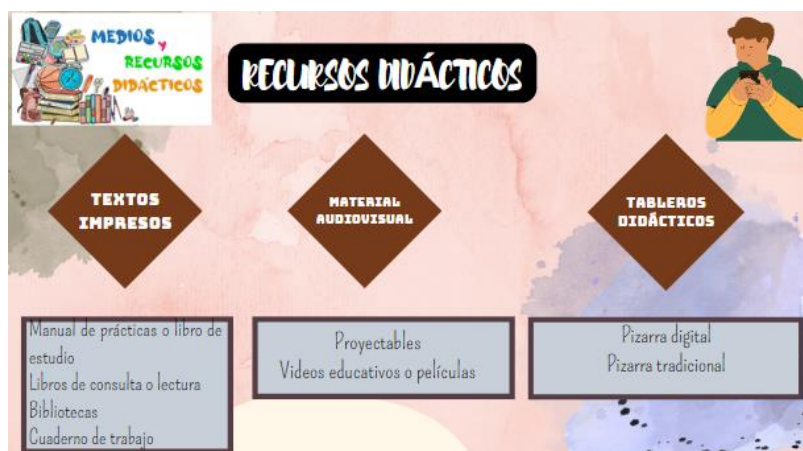 MEDIOS
Y
RECURSOS
DIDÁCTICOS
RECURSOS DIDÁCTICOS
TEXTOS
IMPRESOS
MATERIAL
AUDIOVISUAL
TABLEROS
DIDÁCTICOS
Manual de prácticas o libro de
estudio
Libros de consulta o lectura
Bibliotecas
Cuaderno de trabajo
Proyectables
Videos educativos o películas
Pizarra digital
Pizarra tradicional